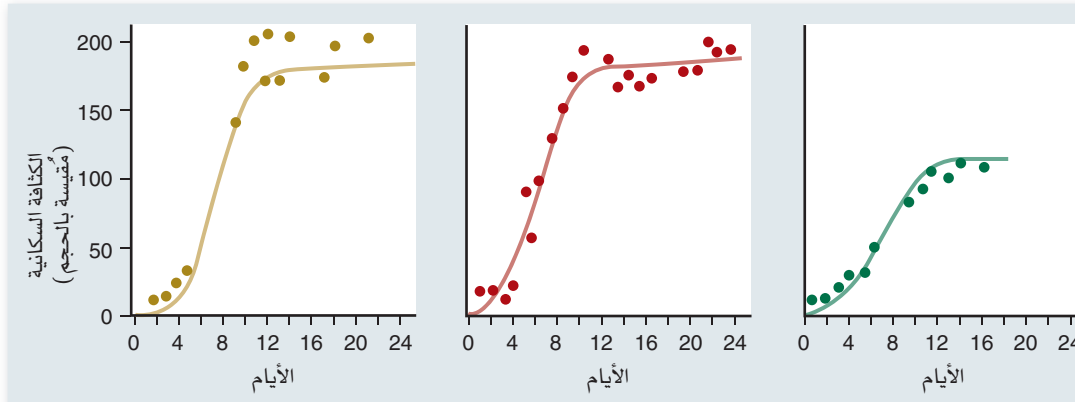 الكثافة السكانية
(مُقيسة بالحجم)
200
150
100
50
0
0 4 8 12 16 20 24
الأيام
0 4 8 12 16 20 24
الأيام
0 4 8 12 16 20 24
الأيام